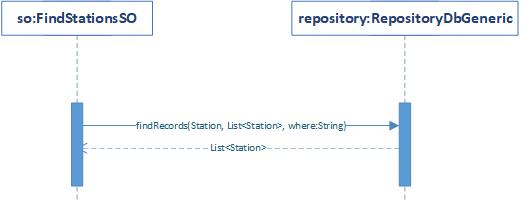 so:FindStationsSO
repository:RepositoryDbGeneric
findRecords(Station, List<Station>, where:String)
List<Station>